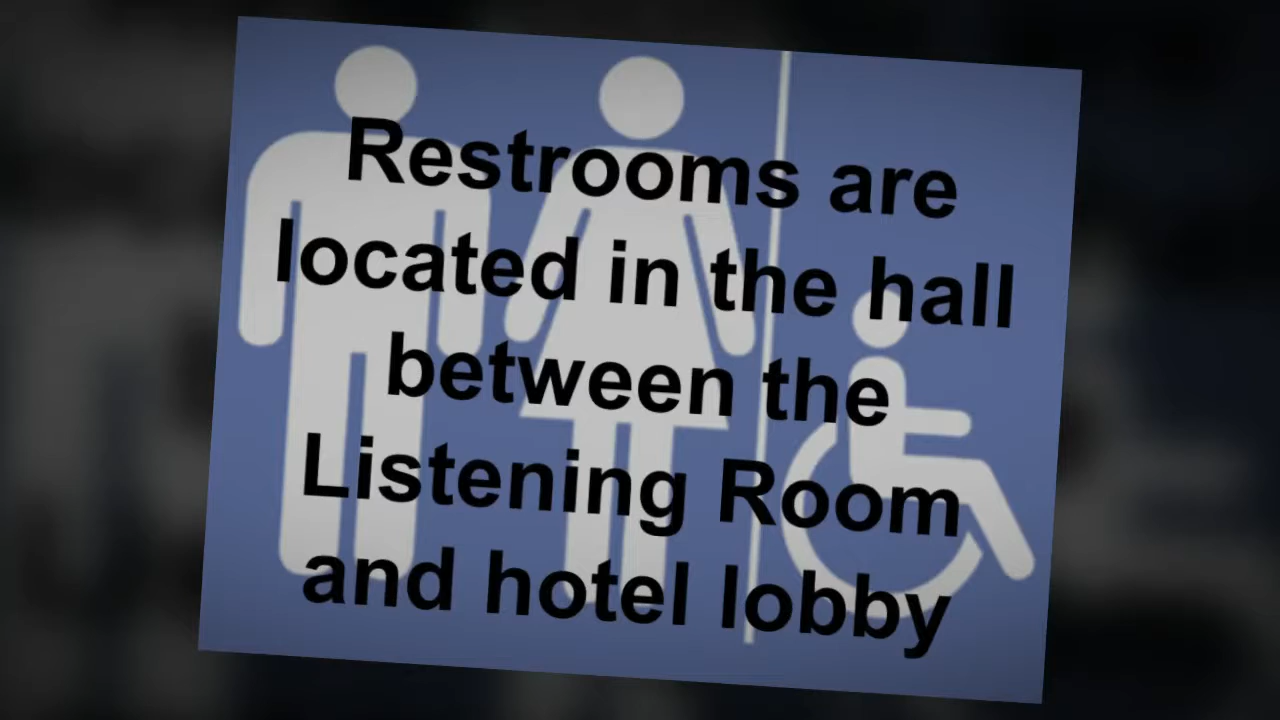 Restrooms are
located in the hall
between the
Listening Room
and hotel lobby